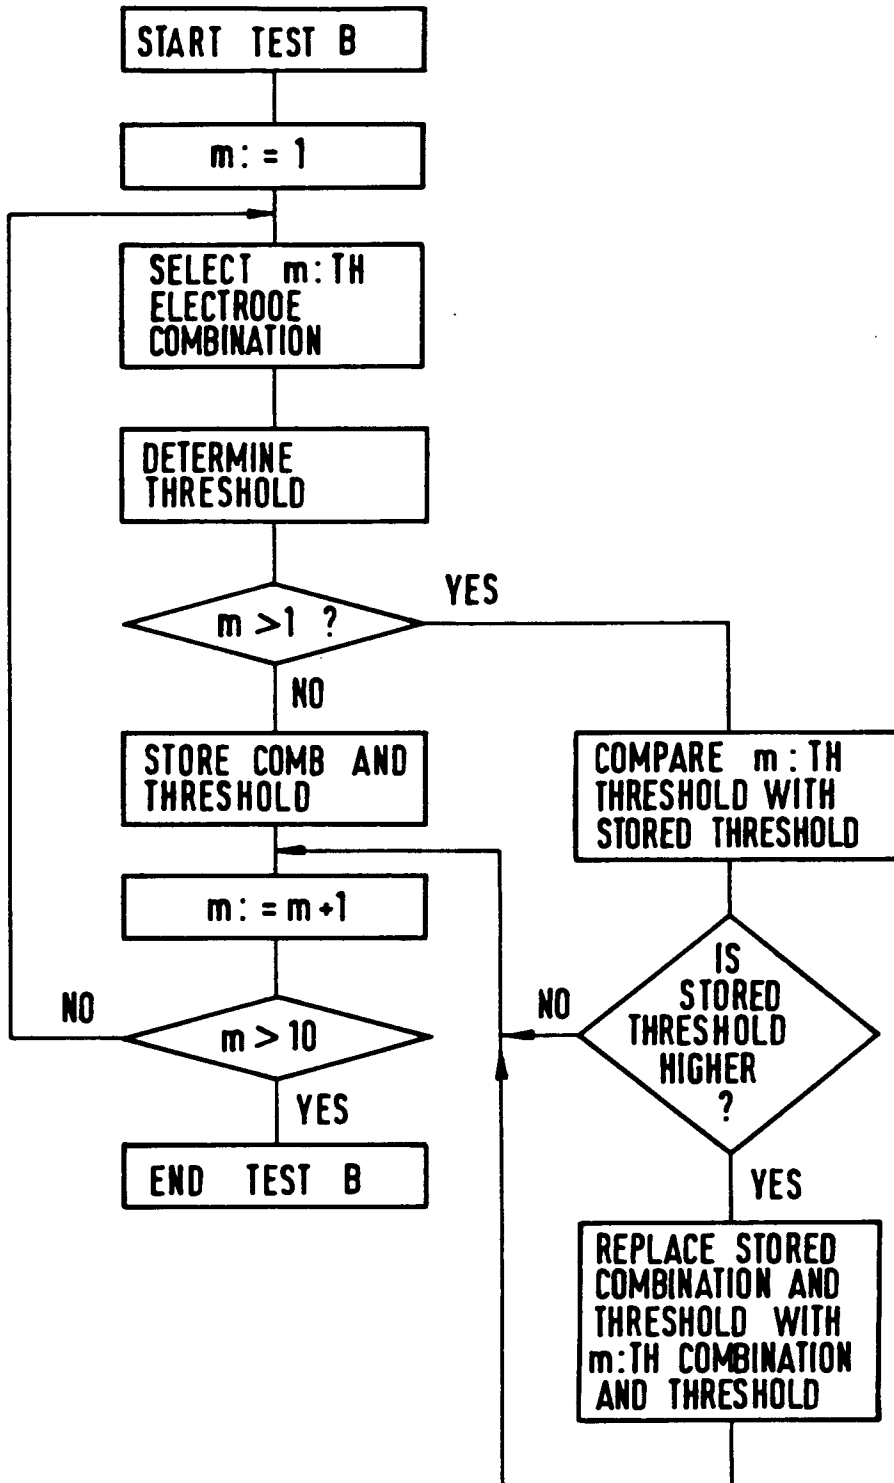 START TEST B
m: = 1
SELECT m:TH
ELECTROOE
COMBINATION
DETERMINE
THRESHOLD
m >1 ?
YES
NO
STORE COMB AND
THRESHOLD
COMPARE m:TH
THRESHOLD WITH
STORED THRESHOLD
m: = m+1
IS
STORED
THRESHOLD
HIGHER
?
NO
NO
m > 10
YES
YES
END TEST B
REPLACE STORED
COMBINATION AND
THRESHOLD WITH
m:TH COMBINATION
AND THRESHOLD